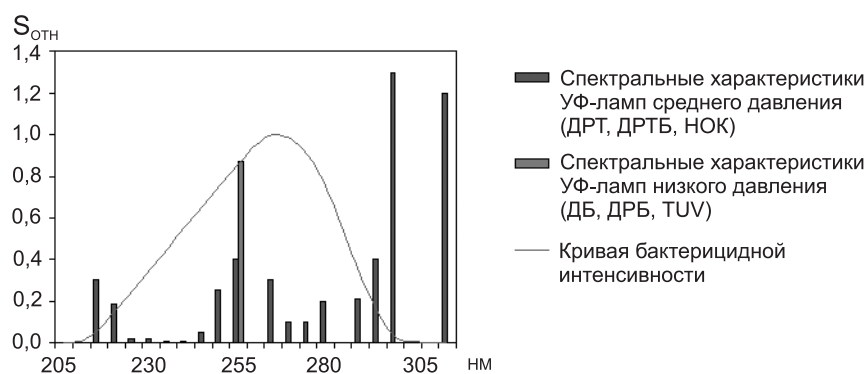 Sотн
1,4
1,2
1,0
0,8
0,6
0,4
0,2
0,0
205 230 255 280 305 нм
Спектральные характеристики
УФ-ламп среднего давления
(ДРТ, ДРТБ, НОК)
Спектральные характеристики
УФ-ламп низкого давления
(ДБ, ДРБ, TUV)
Кривая бактерицидной
интенсивности